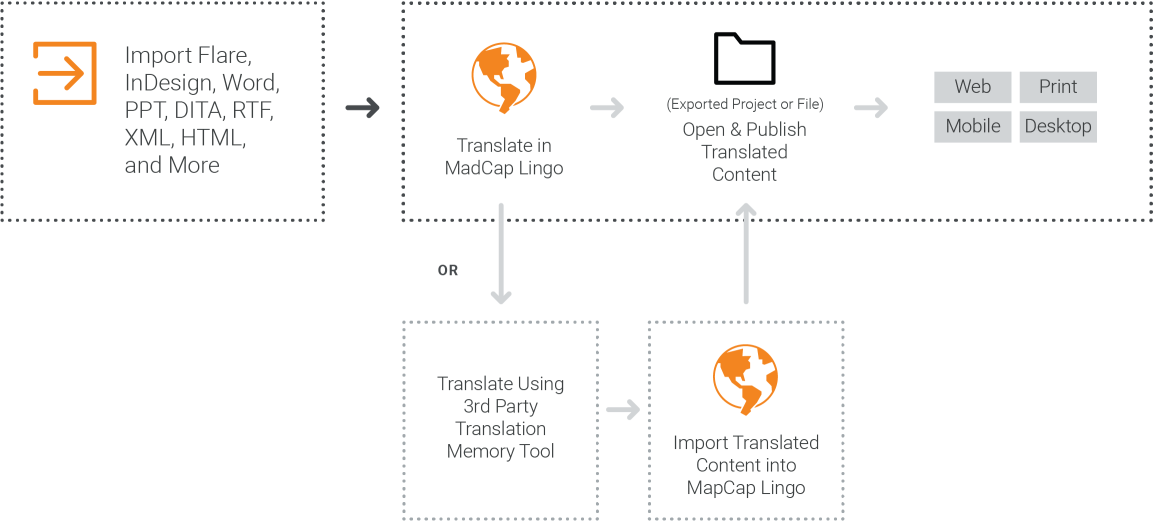 Import Flare,
InDesign, Word,
PPT, DITA, RTF,
XML, HTML,
and More
Translate in
MadCap Lingo
(Exported Project or File)
Open & Publish
Translated
Content
Web
Print
Mobile
Desktop
OR
Translate Using
3rd Party
Translation
Memory Tool
Import Translated
Content into
MapCap Lingo